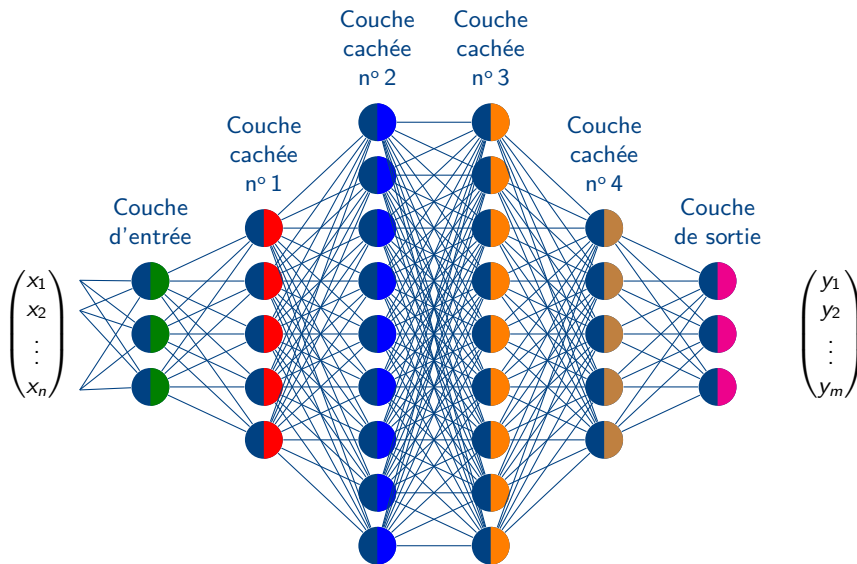 Couche
cachée
nº 2
Couche
cachée
nº 3
Couche
cachée
nº 1
Couche
cachée
nº 4
Couche
d'entrée
Couche
de sortie
x₁
x₂
⋮
xₙ
y₁
y₂
⋮
yₘ